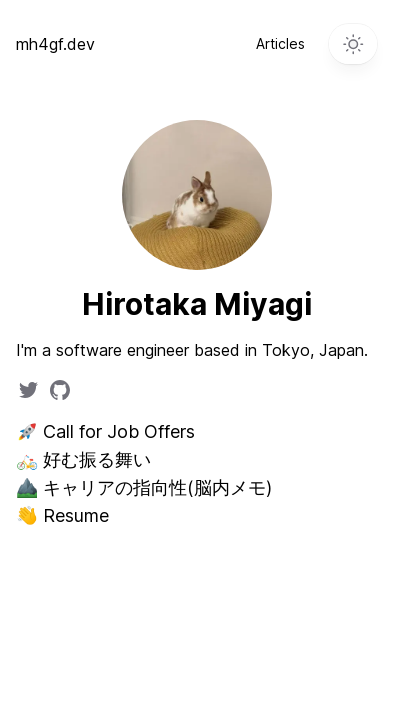 mh4gf.dev
Articles
Hirotaka Miyagi
I'm a software engineer based in Tokyo, Japan.
🚀 Call for Job Offers
🚲 好む振る舞い
⛰️ キャリアの指向性(脳内メモ)
👋 Resume